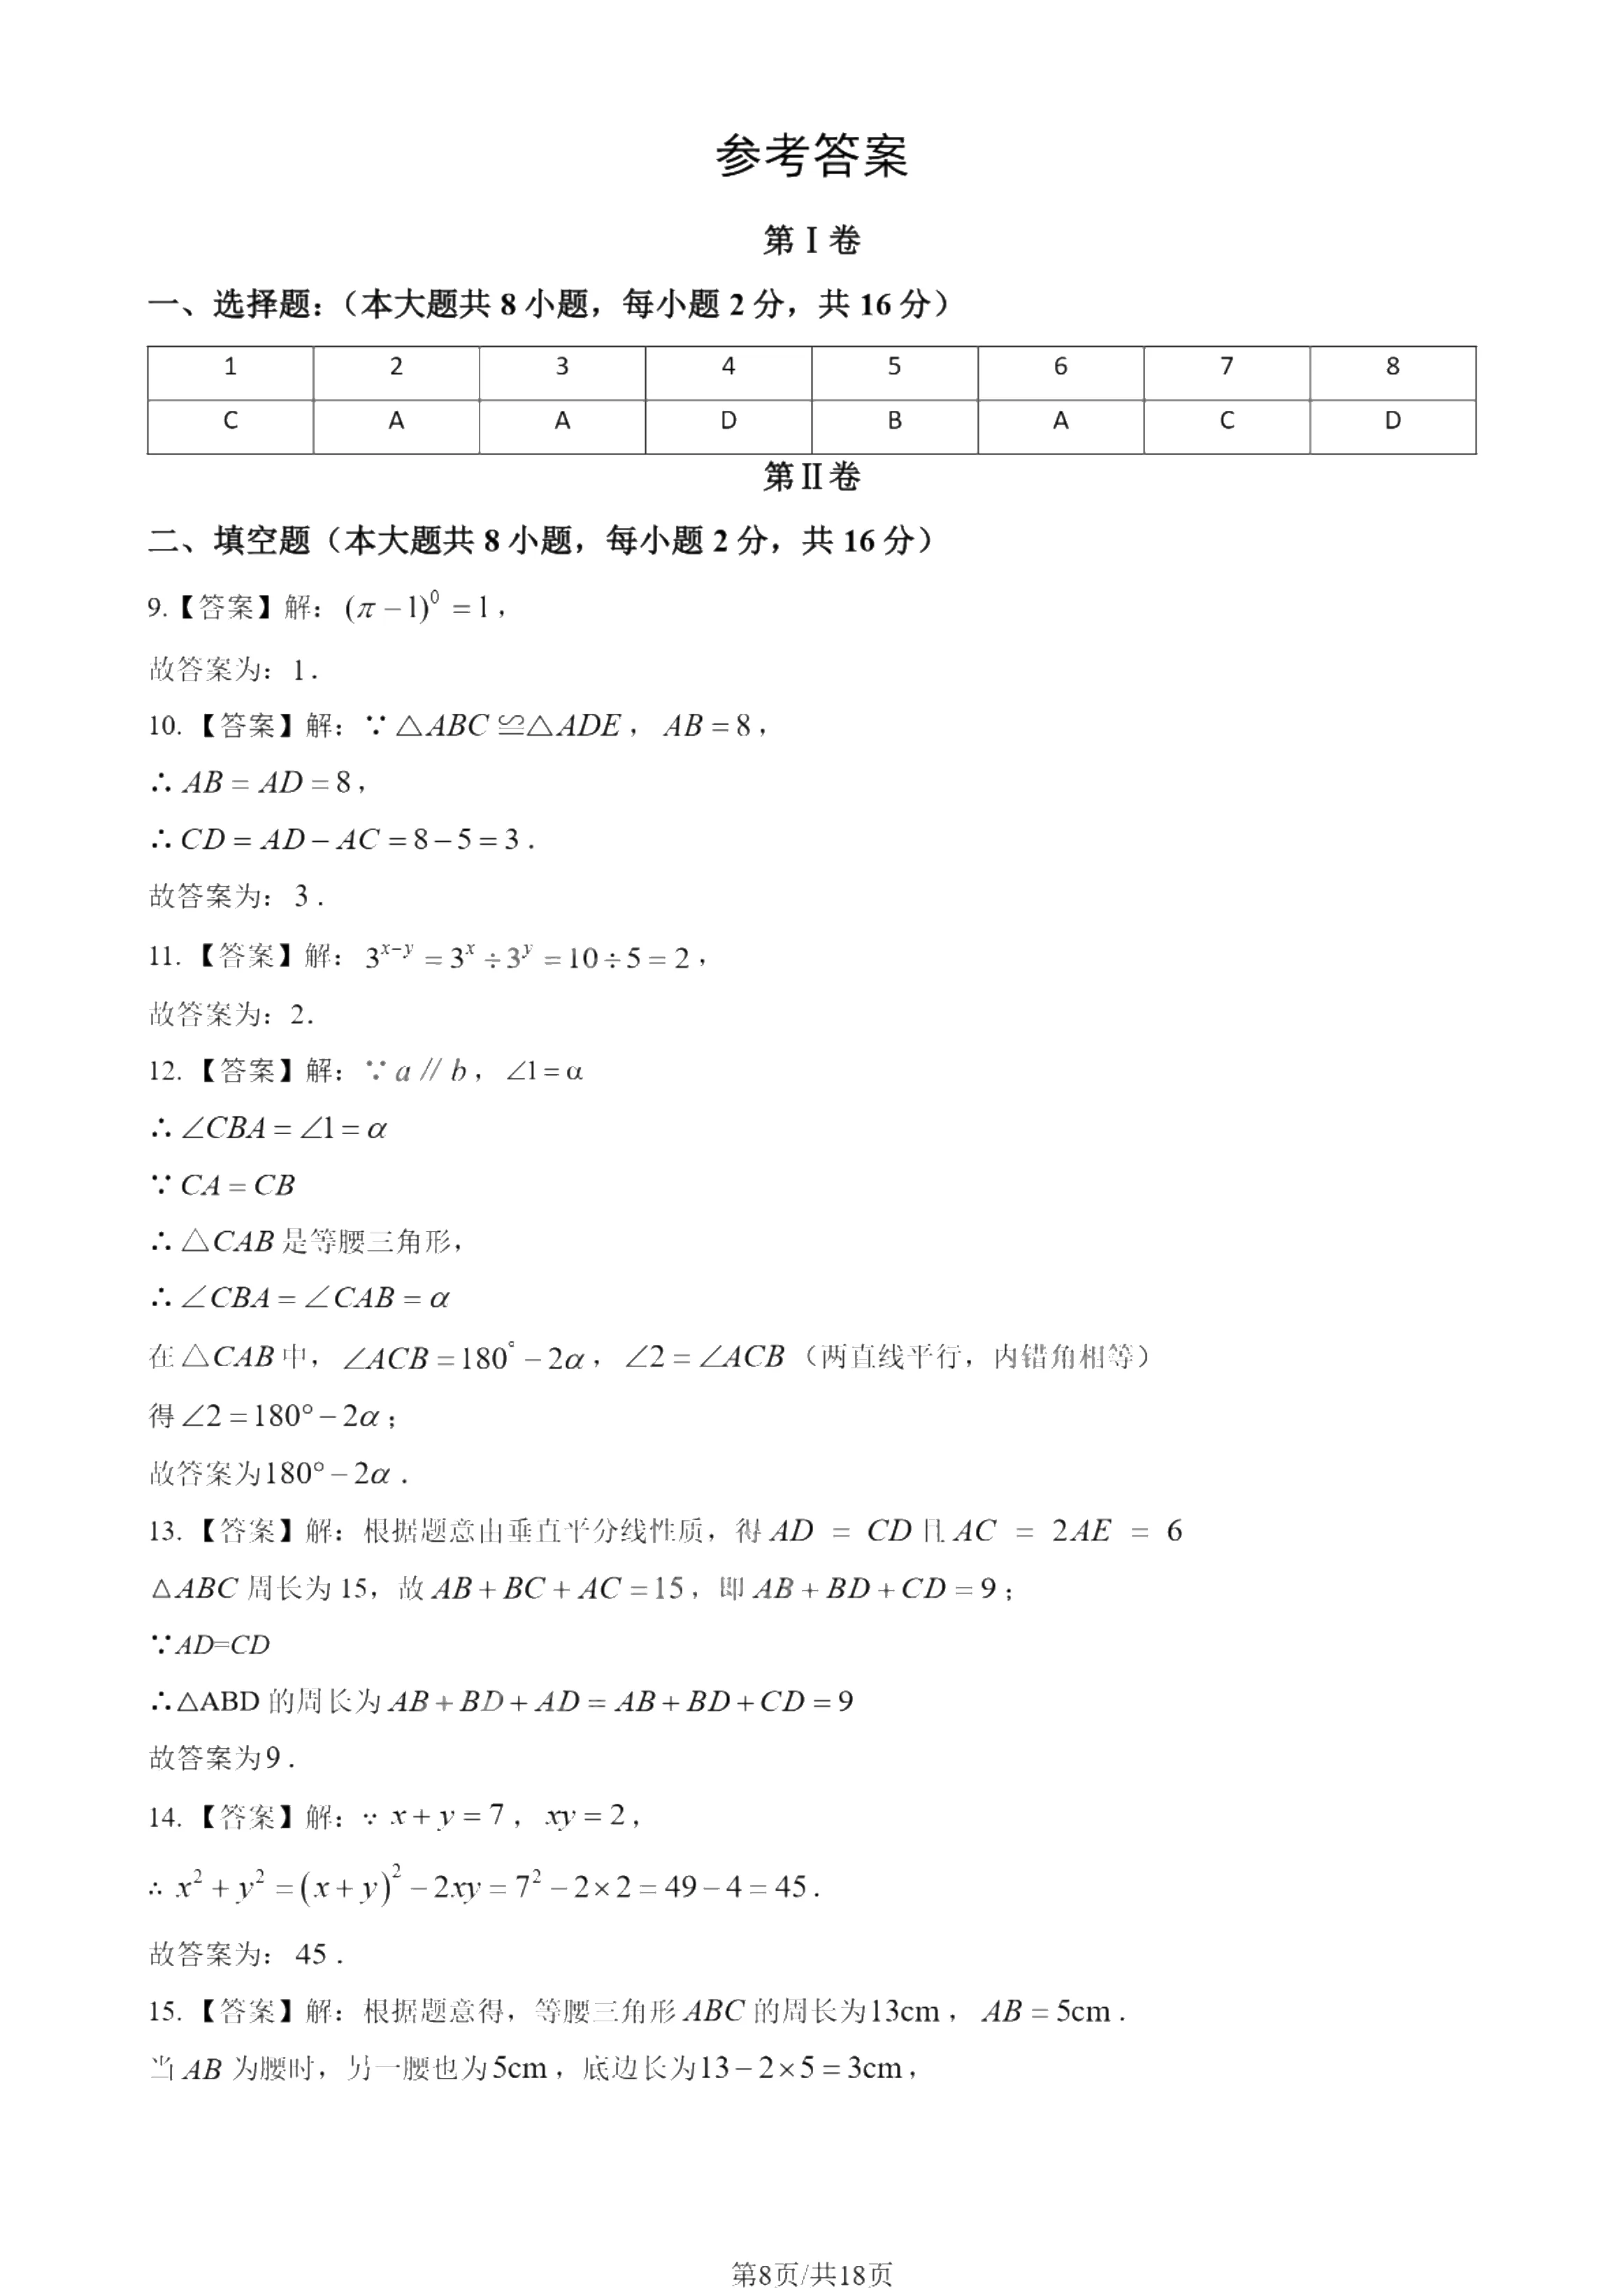 参考答案
第Ⅰ卷
一、选择题：（本大题共 8 小题，每小题 2 分，共 16 分）
1 2 3 4 5 6 7 8
C A A D B A C D
第Ⅱ卷
二、填空题（本大题共 8 小题，每小题 2 分，共 16 分）
9.【答案】解：(π－1)⁰ ＝1，
故答案为：1．
10. 【答案】解：∵△ABC≌△ADE，AB＝8，
∴AB＝AD＝8，
∴CD＝AD－AC＝8－5＝3．
故答案为：3．
11. 【答案】解：3ˣ⁻ʸ＝3ˣ÷3ʸ＝10÷5＝2，
故答案为：2．
12. 【答案】解：∵a∥b，∠1＝α
∴∠CBA＝∠1＝α
∵CA＝CB
∴△CAB是等腰三角形，
∴∠CBA＝∠CAB＝α
在△CAB中，∠ACB＝180°－2α，∠2＝∠ACB（两直线平行，内错角相等）
得∠2＝180°－2α；
故答案为180°－2α．
13. 【答案】解：根据题意由垂直平分线性质，得AD ＝ CD且AC ＝ 2AE ＝ 6
△ABC周长为 15，故AB＋BC＋AC＝15，即AB＋BD＋CD＝9；
∵AD=CD
∴△ABD 的周长为AB＋BD＋AD＝AB＋BD＋CD＝9
故答案为9．
14. 【答案】解：∵ x＋y＝7，xy＝2，
∴ x²＋y²＝(x＋y)²－2xy＝7²－2×2＝49－4＝45．
故答案为：45．
15. 【答案】解：根据题意得，等腰三角形ABC的周长为13cm，AB＝5cm．
当AB为腰时，另一腰也为5cm，底边长为13－2×5＝3cm，
第8页/共18页